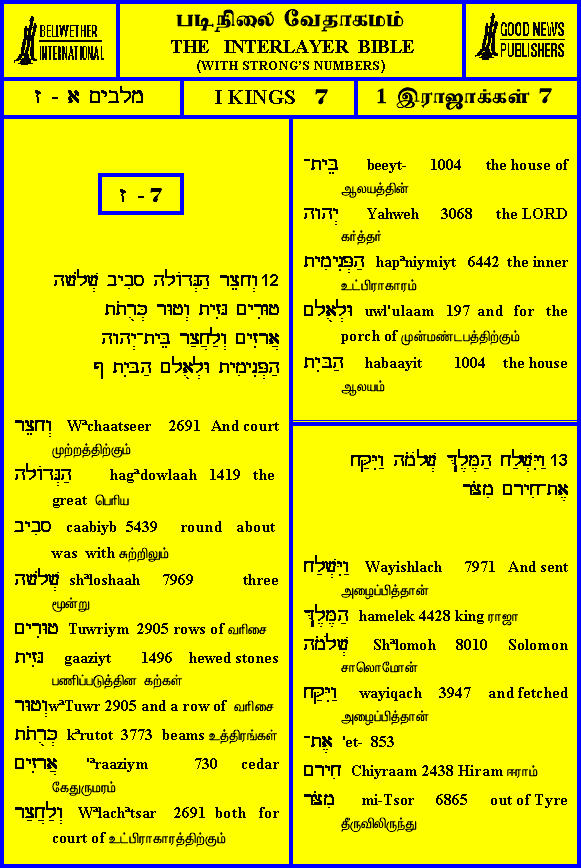 BELLWETHER
INTERNATIONAL
படிநிலை வேதாகமம்
THE INTERLAYER BIBLE
(WITH STRONG'S NUMBERS)
GOOD NEWS
PUBLISHERS
מלכים א - ז
I KINGS 7
1 இராஜாக்கள் 7
ז - 7
12 וְחָצֵר הַגְּדוֹלָה סָבִיב שְׁלֹשָׁה
טוּרִים גָּזִית וְטוּר כְּרֻתֹת
אֲרָזִים וְלַחֲצַר בֵּית־יְהוָה
הַפְּנִימִית וּלְאֻלָם הַבָּיִת ף
וְחָצֵר Wªchaatseer 2691 And court
முற்றத்திற்கும்
הַגְּדוֹלָה hagªdowlaah 1419 the
great பெரிய
סָבִיב caabiyb 5439 round about
was with சுற்றிலும்
שְׁלֹשָׁה shªloshaah 7969 three
மூன்று
טוּרִים Tuwriym 2905 rows of வரிசை
גָּזִית gaaziyt 1496 hewed stones
பணிப்படுத்தின கற்கள்
וְטוּר wªTuwr 2905 and a row of வரிசை
כְּרֻתֹת kªrutot 3773 beams உத்திரங்கள்
אֲרָזִים 'ªraaziym 730 cedar
கேதுருமரம்
וְלַחֲצַר Wªlachªtsar 2691 both for
court of உட்பிராகாரத்திற்கும்
בֵּית־ beeyt- 1004 the house of
ஆலயத்தின்
יְהוָה Yahweh 3068 the LORD
கர்த்தர்
הַפְּנִימִית hapªniymiyt 6442 the inner
உட்பிராகாரம்
וּלְאֻלָם uwl'ulaam 197 and for the
porch of முன்மண்டபத்திற்கும்
הַבָּיִת habaayit 1004 the house
ஆலயம்
13 וַיִּשְׁלַח הַמֶּלֶךְ שְׁלֹמֹה וַיִּקַּח
אֶת־חִירָם מִצֹּר
וַיִּשְׁלַח Wayishlach 7971 And sent
அழைப்பித்தான்
הַמֶּלֶךְ hamelek 4428 king ராஜா
שְׁלֹמֹה Shªlomoh 8010 Solomon
சாலொமோன்
וַיִּקַּח wayiqach 3947 and fetched
அழைப்பித்தான்
אֶת־ 'et- 853
חִירָם Chiyraam 2438 Hiram ஈராம்
מִצֹּר mi-Tsor 6865 out of Tyre
தீருவிலிருந்து